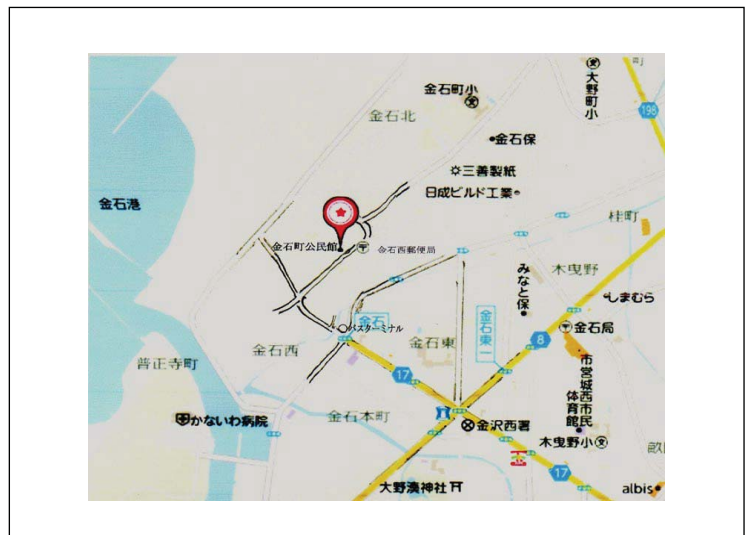 金石町小
大野町小
町
198
金石北
金石保
三善製紙
日成ビルド工業
金石港
桂町
金石町公民館
金石西郵便局
木曳野
みなと保
しまむら
金石
バスターミナル
金石東一
金石局
8
金石西
金石東
普正寺町
17
市営城西市民
体育館
金石本町
かないわ病院
金沢西署
木曳野小
17
大野湊神社
albis